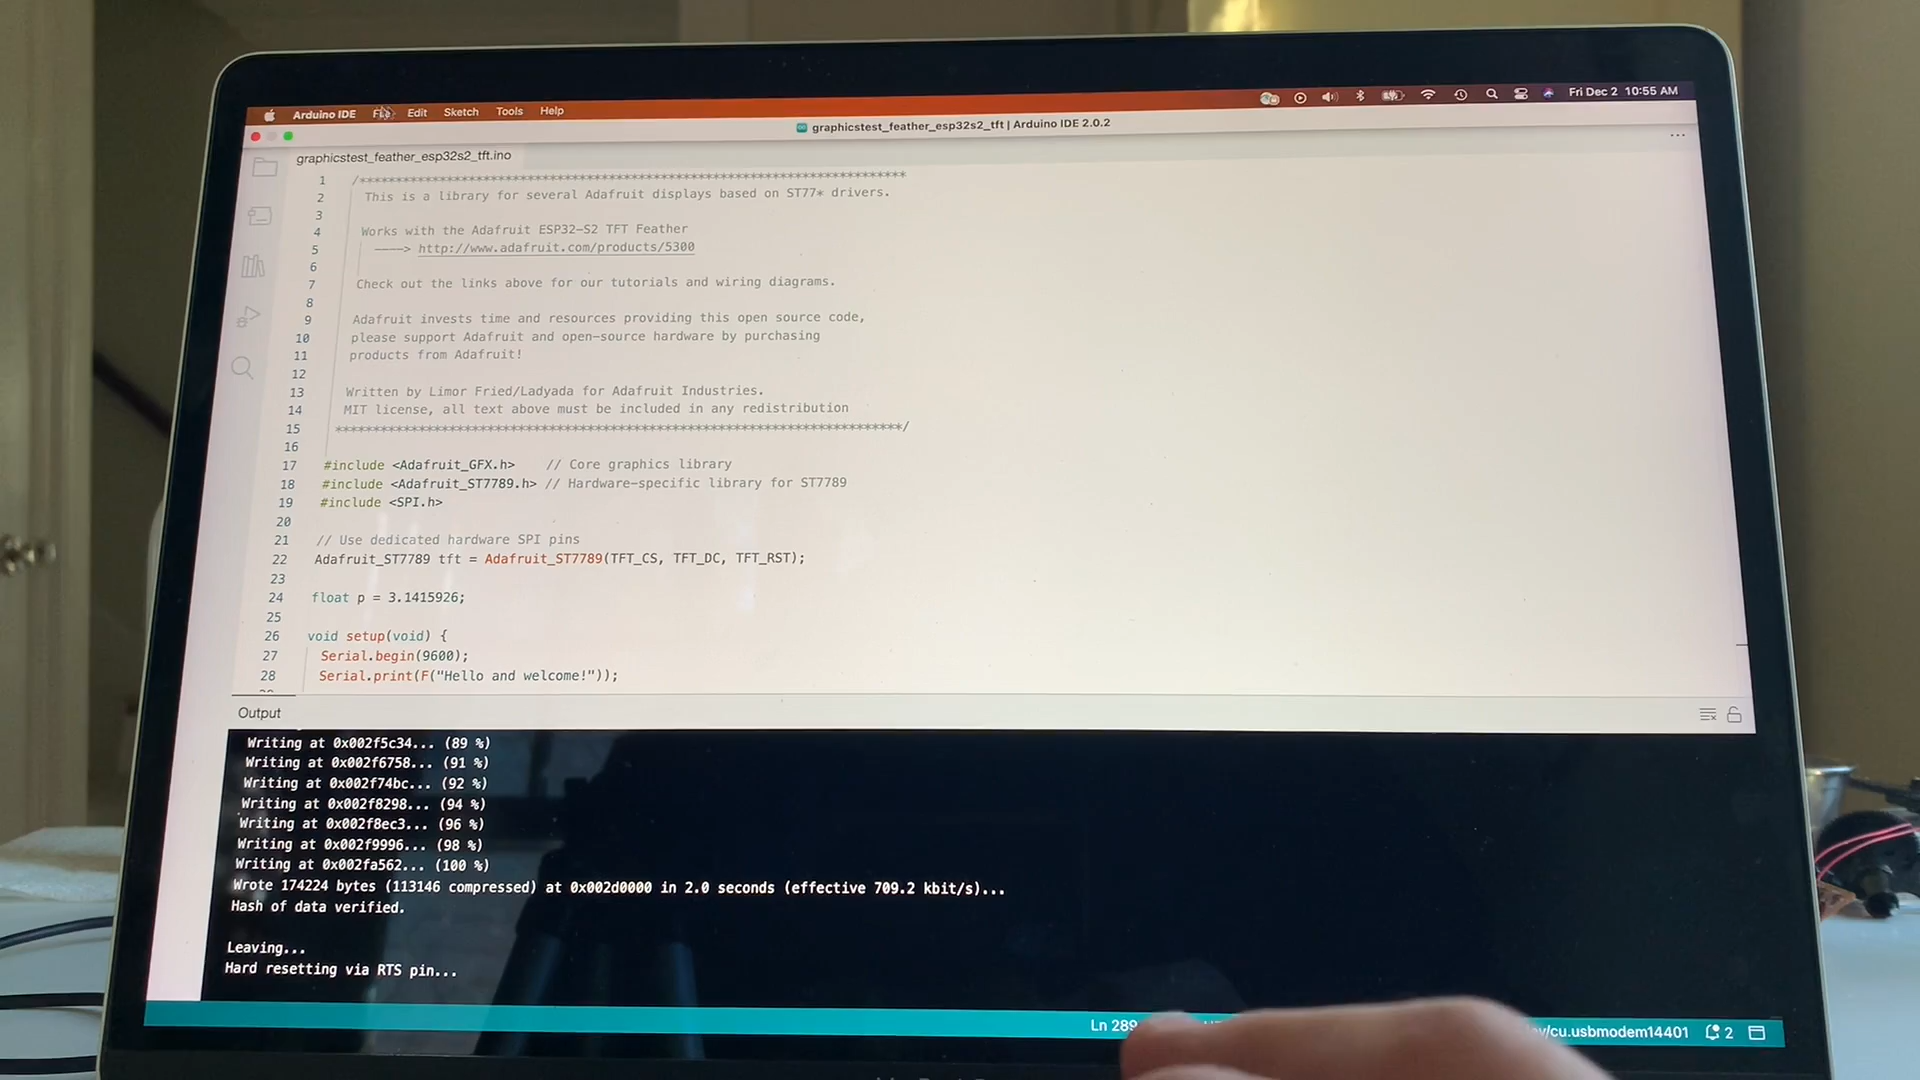 Arduino IDE File Edit Sketch Tools Help Fri Dec 2 10:55 AM
graphicstest_feather_esp32s2_tft | Arduino IDE 2.0.2
graphicstest_feather_esp32s2_tft.ino
1 /**************************************************************************
2 This is a library for several Adafruit displays based on ST77* drivers.
3
4 Works with the Adafruit ESP32-S2 TFT Feather
5 ----> http://www.adafruit.com/products/5300
6
7 Check out the links above for our tutorials and wiring diagrams.
8
9 Adafruit invests time and resources providing this open source code,
10 please support Adafruit and open-source hardware by purchasing
11 products from Adafruit!
12
13 Written by Limor Fried/Ladyada for Adafruit Industries.
14 MIT license, all text above must be included in any redistribution
15 **************************************************************************/
16
17 #include <Adafruit_GFX.h> // Core graphics library
18 #include <Adafruit_ST7789.h> // Hardware-specific library for ST7789
19 #include <SPI.h>
20
21 // Use dedicated hardware SPI pins
22 Adafruit_ST7789 tft = Adafruit_ST7789(TFT_CS, TFT_DC, TFT_RST);
23
24 float p = 3.1415926;
25
26 void setup(void) {
27 Serial.begin(9600);
28 Serial.print(F("Hello and welcome!"));
Output
Writing at 0x002f5c34... (89 %)
Writing at 0x002f6758... (91 %)
Writing at 0x002f74bc... (92 %)
Writing at 0x002f8298... (94 %)
Writing at 0x002f8ec3... (96 %)
Writing at 0x002f9996... (98 %)
Writing at 0x002fa562... (100 %)
Wrote 174224 bytes (113146 compressed) at 0x002d0000 in 2.0 seconds (effective 709.2 kbit/s)...
Hash of data verified.
Leaving...
Hard resetting via RTS pin...
Ln 289 /cu.usbmodem14401 2